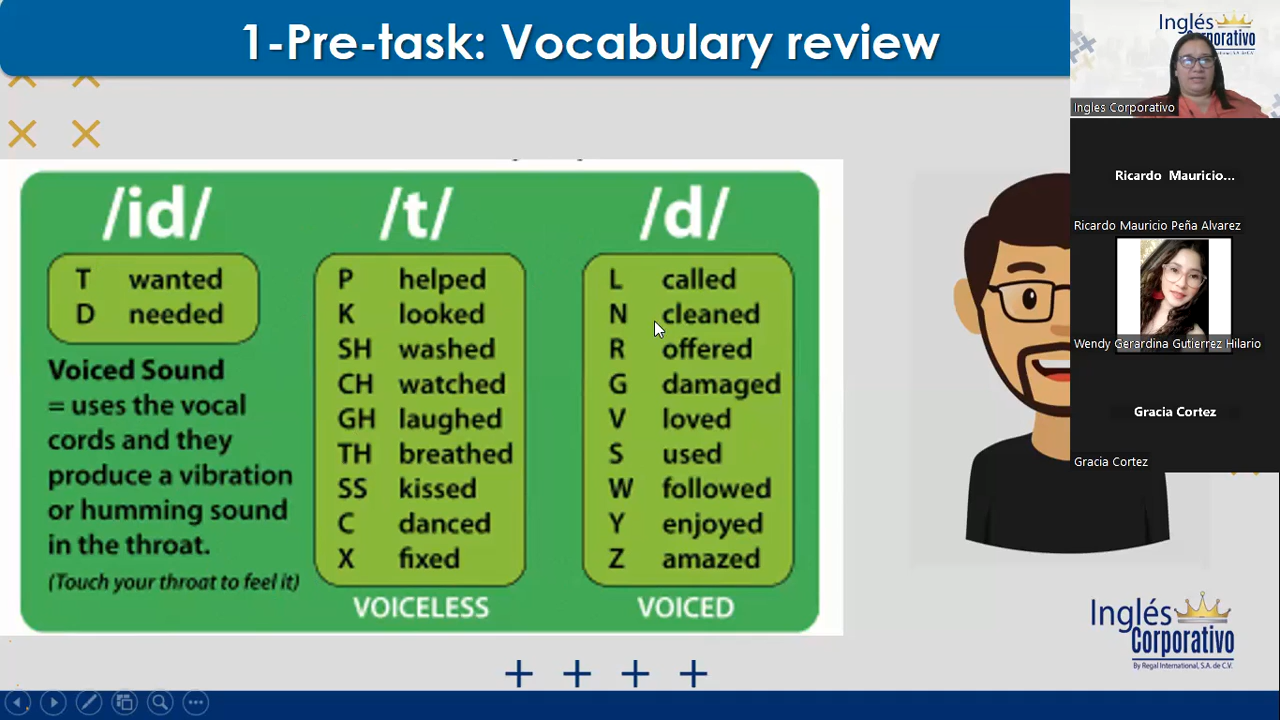 1-Pre-task: Vocabulary review
/id/
T wanted
D needed
Voiced Sound
= uses the vocal
cords and they
produce a vibration
or humming sound
in the throat.
(Touch your throat to feel it)
/t/
P helped
K looked
SH washed
CH watched
GH laughed
TH breathed
SS kissed
C danced
X fixed
VOICELESS
/d/
L called
N cleaned
R offered
G damaged
V loved
S used
W followed
Y enjoyed
Z amazed
VOICED
Inglés
Corporativo
Ingles Corporativo
Ricardo Mauricio...
Ricardo Mauricio Peña Alvarez
Wendy Gerardina Gutierrez Hilario
Gracia Cortez
Gracia Cortez
Inglés
Corporativo
By Regal International, S.A. de C.V.